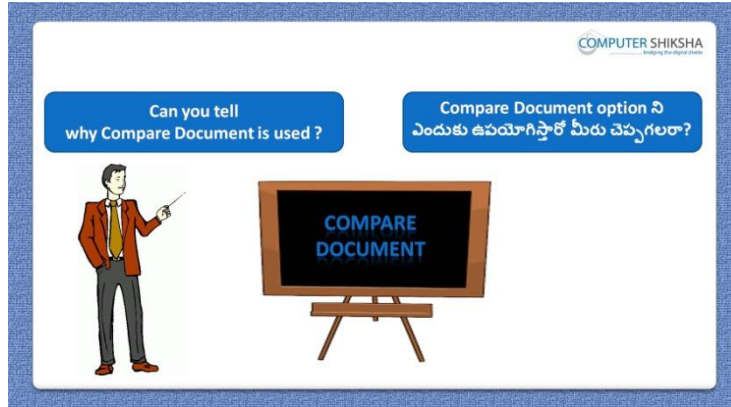 COMPUTER SHIKSHA
bridging the digital divide
Can you tell
why Compare Document is used ?
Compare Document option ని
ఎందుకు ఉపయోగిస్తారో మీరు చెప్పగలరా?
COMPARE
DOCUMENT